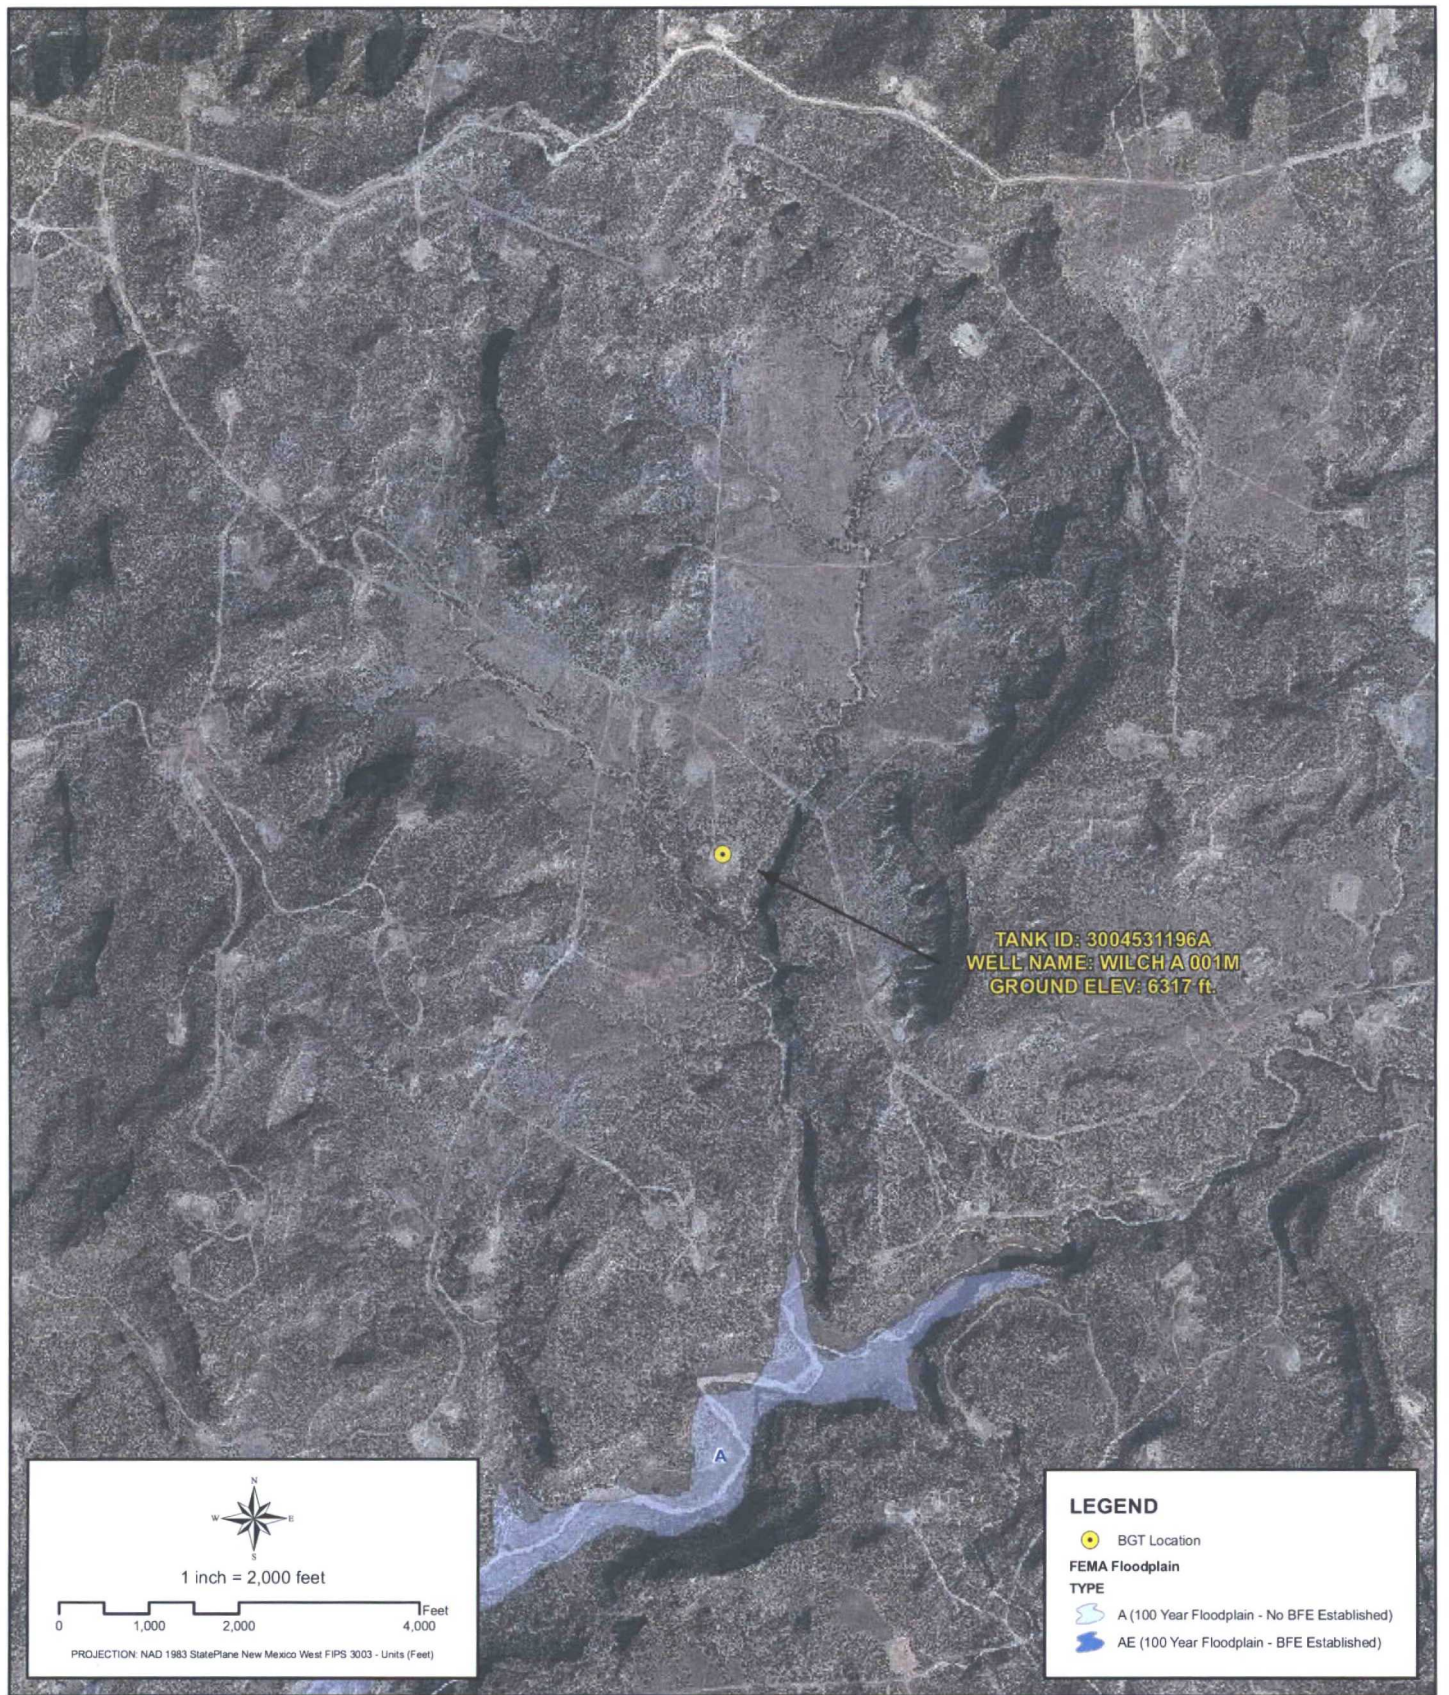 TANK ID: 3004531196A
WELL NAME: WILCH A 001M
GROUND ELEV: 6317 ft.
A
N
W E
S
1 inch = 2,000 feet
Feet
0 1,000 2,000 4,000
PROJECTION: NAD 1983 StatePlane New Mexico West FIPS 3003 - Units (Feet)
LEGEND
BGT Location
FEMA Floodplain
TYPE
A (100 Year Floodplain - No BFE Established)
AE (100 Year Floodplain - BFE Established)